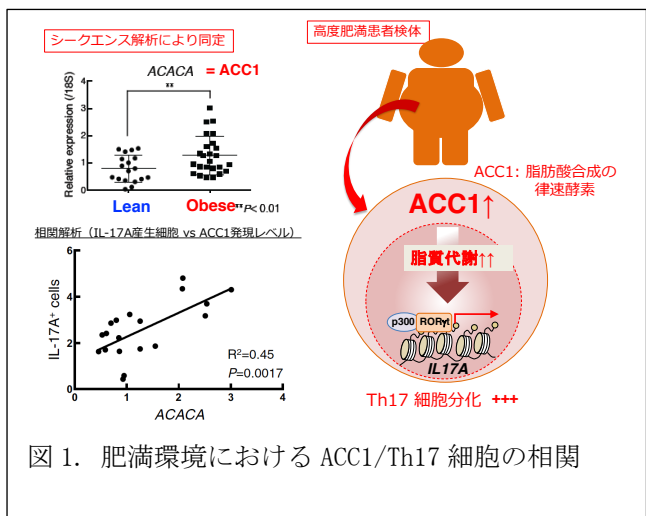 シークエンス解析により同定
高度肥満患者検体
ACACA = ACC1
**
Relative expression (/18S)
4
3
2
1
0
Lean
Obese
**P< 0.01
ACC1: 脂肪酸合成の
律速酵素
相関解析（IL-17A産生細胞 vs ACC1発現レベル）
IL-17A+ cells
6
4
2
0
0
1
2
3
4
R²=0.45
P=0.0017
ACACA
ACC1↑
脂質代謝↑↑
p300
RORγt
IL17A
Th17 細胞分化 +++
図 1. 肥満環境における ACC1/Th17 細胞の相関